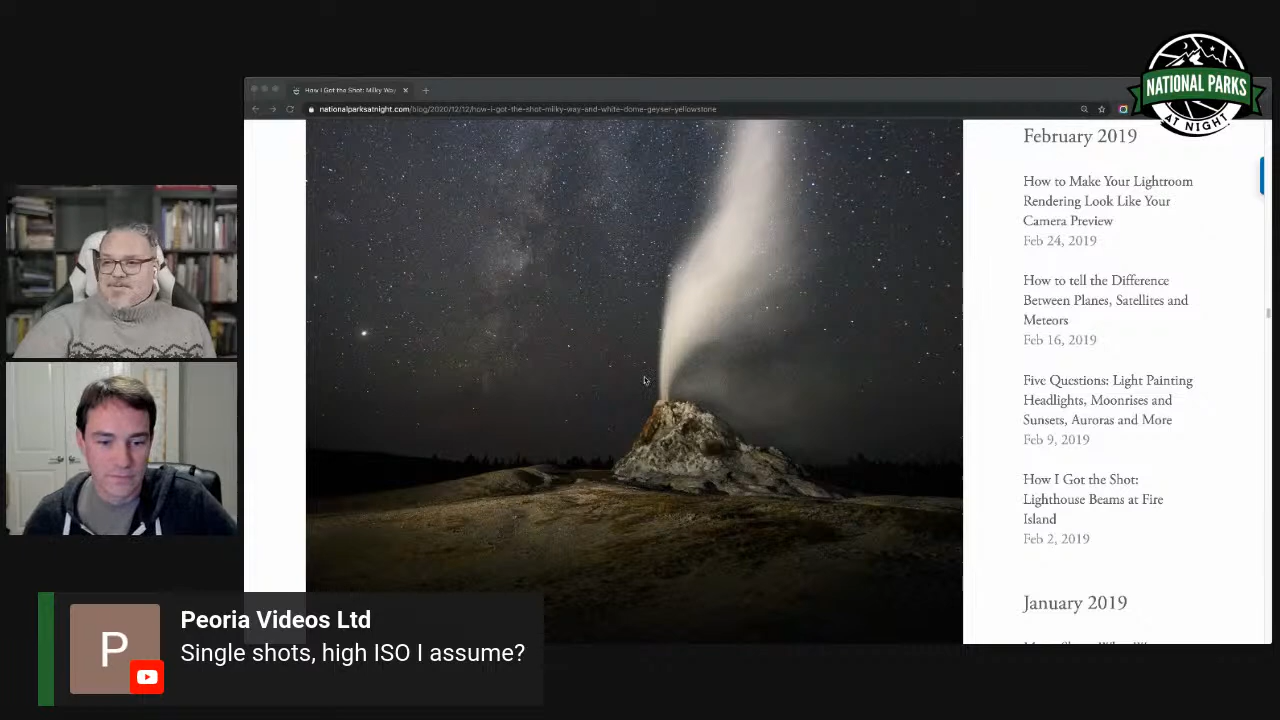 NATIONAL PARKS
AT NIGHT
How I Got the Shot: Milky Way
nationalparksatnight.com/blog/2020/12/12/how-i-got-the-shot-milky-way-and-white-dome-geyser-yellowstone
February 2019
How to Make Your Lightroom
Rendering Look Like Your
Camera Preview
Feb 24, 2019
How to tell the Difference
Between Planes, Satellites and
Meteors
Feb 16, 2019
Five Questions: Light Painting
Headlights, Moonrises and
Sunsets, Auroras and More
Feb 9, 2019
How I Got the Shot:
Lighthouse Beams at Fire
Island
Feb 2, 2019
January 2019
P
Peoria Videos Ltd
Single shots, high ISO I assume?